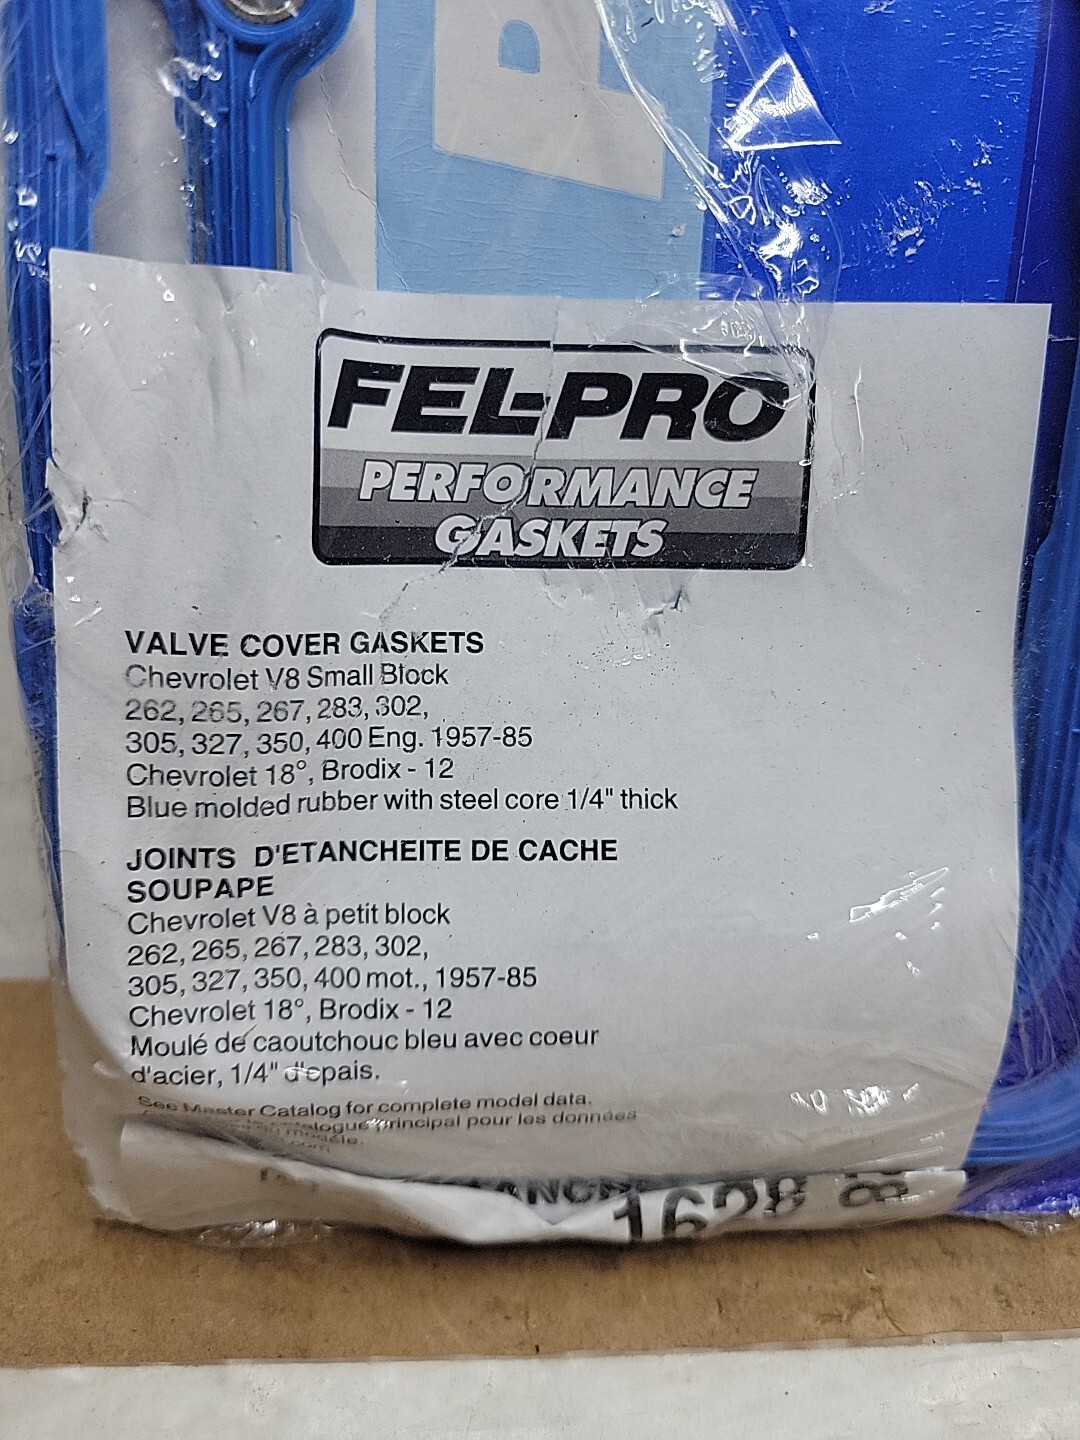 FEL-PRO
PERFORMANCE
GASKETS
VALVE COVER GASKETS
Chevrolet V8 Small Block
262, 265, 267, 283, 302,
305, 327, 350, 400 Eng. 1957-85
Chevrolet 18°, Brodix - 12
Blue molded rubber with steel core 1/4" thick
JOINTS D'ETANCHEITE DE CACHE
SOUPAPE
Chevrolet V8 à petit block
262, 265, 267, 283, 302,
305, 327, 350, 400 mot., 1957-85
Chevrolet 18°, Brodix - 12
Moulé de caoutchouc bleu avec coeur
d'acier, 1/4" d'epais.
See Master Catalog for complete model data.
principal pour les données
modéle.
1628